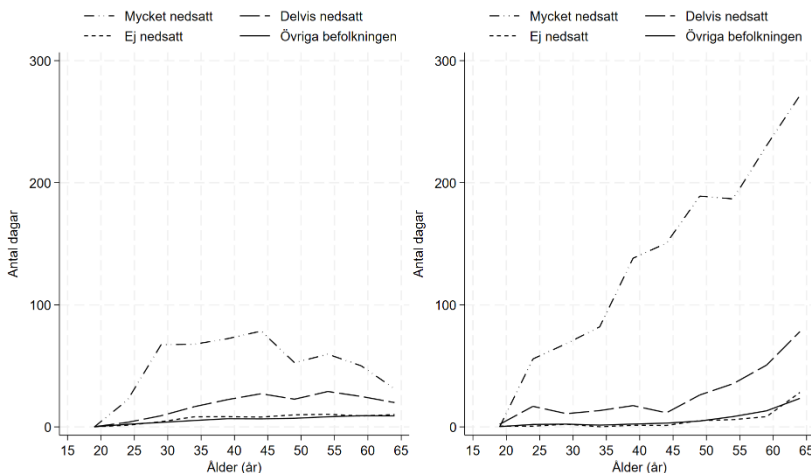 Mycket nedsatt Delvis nedsatt
Ej nedsatt Övriga befolkningen
300
200
100
0
Antal dagar
15 20 25 30 35 40 45 50 55 60 65
Ålder (år)
Mycket nedsatt Delvis nedsatt
Ej nedsatt Övriga befolkningen
300
200
100
0
Antal dagar
15 20 25 30 35 40 45 50 55 60 65
Ålder (år)